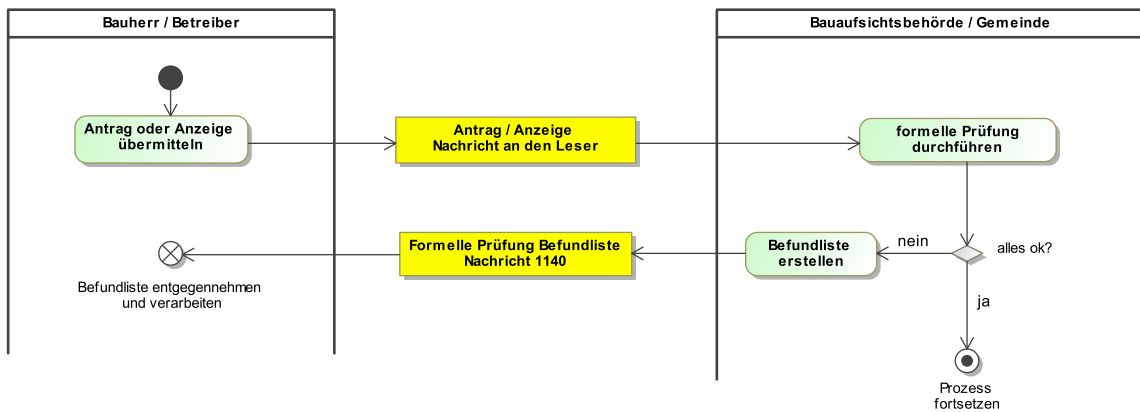 Bauherr / Betreiber
Bauaufsichtsbehörde / Gemeinde
Antrag oder Anzeige
übermitteln
Antrag / Anzeige
Nachricht an den Leser
formelle Prüfung
durchführen
Befundliste entgegennehmen
und verarbeiten
Formelle Prüfung Befundliste
Nachricht 1140
Befundliste
erstellen
nein
alles ok?
ja
Prozess
fortsetzen